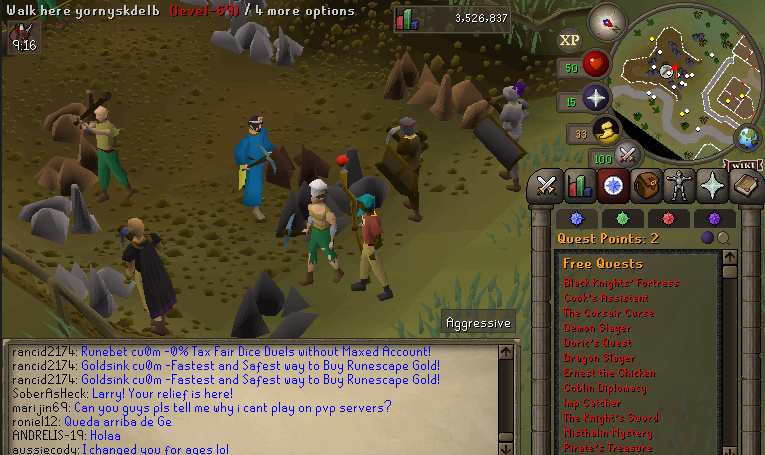 Walk here yornyskdelb (level-69) / 4 more options
3,526,837
9:16
XP
50
15
33
100
WIKI
Quest Points: 2
Free Quests
Black Knights' Fortress
Cook's Assistant
The Corsair Curse
Demon Slayer
Doric's Quest
Dragon Slayer
Ernest the Chicken
Goblin Diplomacy
Imp Catcher
The Knight's Sword
Misthalin Mystery
Pirate's Treasure
Aggressive
rancid2174: Runebet cu0m -0% Tax Fair Dice Duels without Maxed Account!
rancid2174: Goldsink cu0m -Fastest and Safest way to Buy Runescape Gold!
rancid2174: Goldsink cu0m -Fastest and Safest way to Buy Runescape Gold!
SoberAsHeck: Larry! Your relief is here!
marijin69: Can you guys pls tell me why i cant play on pvp servers?
roniel12: Queda arriba de Ge
ANDRELIS-19: Holaa
aussiecody: I changed you for ages lol